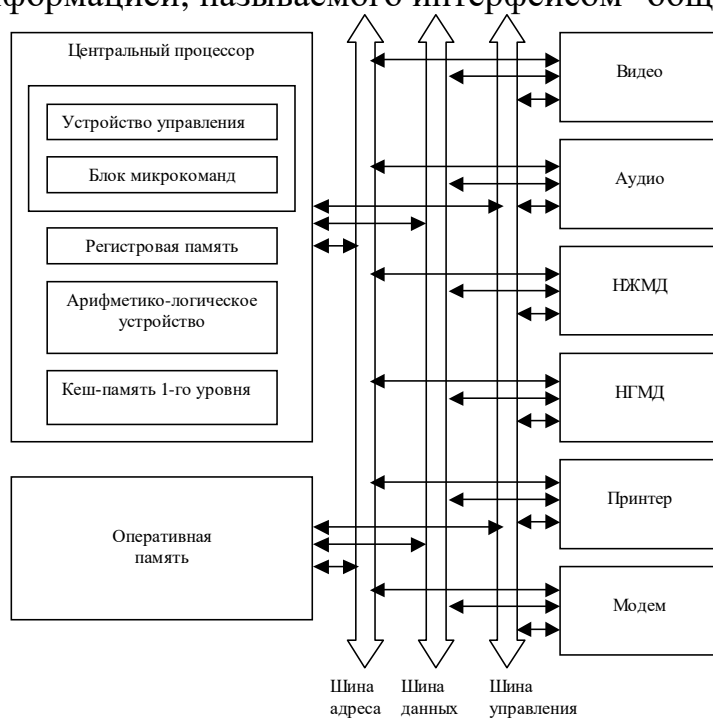 формацией, называемого интерфейсом "общ
Центральный процессор
Устройство управления
Блок микрокоманд
Регистровая память
Арифметико-логическое
устройство
Кеш-память 1-го уровня
Оперативная
память
Видео
Аудио
НЖМД
НГМД
Принтер
Модем
Шина
адреса
Шина
данных
Шина
управления